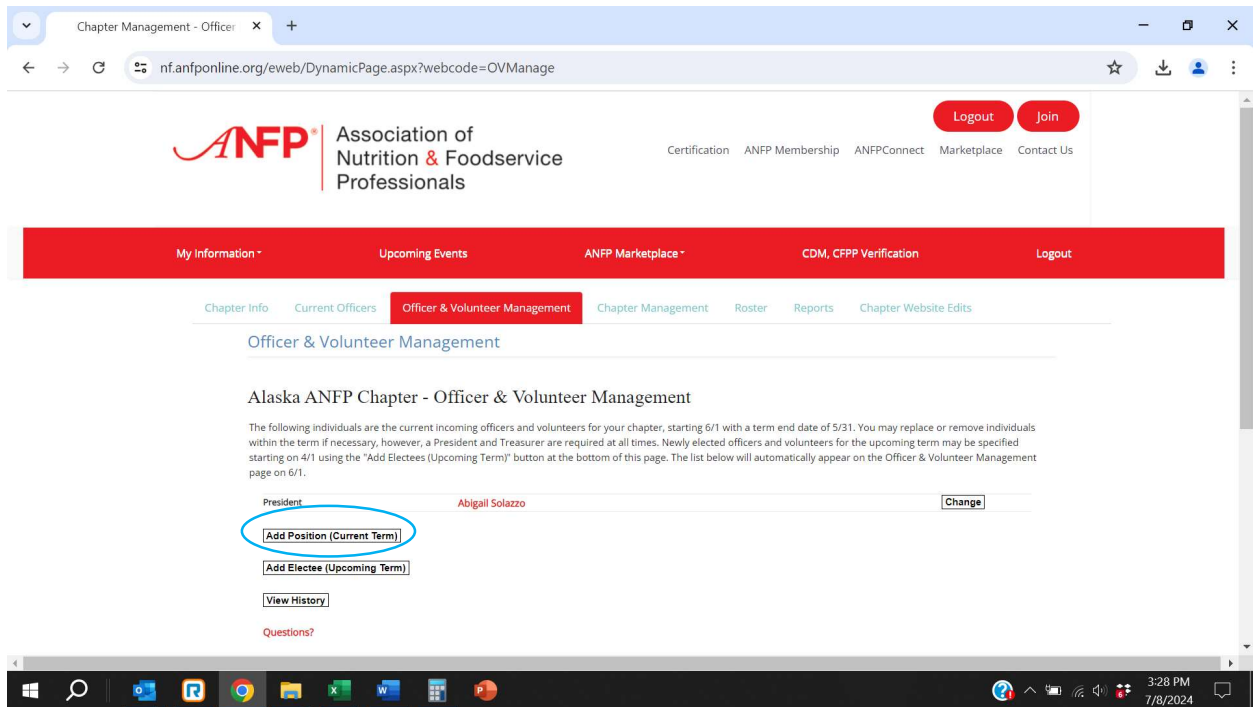 Chapter Management - Officer
nf.anfponline.org/eweb/DynamicPage.aspx?webcode=OVManage
Logout Join
ANFP® Association of
Nutrition & Foodservice
Professionals
Certification ANFP Membership ANFPConnect Marketplace Contact Us
My Information Upcoming Events ANFP Marketplace CDM, CFPP Verification Logout
Chapter Info Current Officers Officer & Volunteer Management Chapter Management Roster Reports Chapter Website Edits
Officer & Volunteer Management
Alaska ANFP Chapter - Officer & Volunteer Management
The following individuals are the current incoming officers and volunteers for your chapter, starting 6/1 with a term end date of 5/31. You may replace or remove individuals
within the term if necessary, however, a President and Treasurer are required at all times. Newly elected officers and volunteers for the upcoming term may be specified
starting on 4/1 using the "Add Electees (Upcoming Term)" button at the bottom of this page. The list below will automatically appear on the Officer & Volunteer Management
page on 6/1.
President Abigail Solazzo Change
Add Position (Current Term)
Add Electee (Upcoming Term)
View History
Questions?
3:28 PM
7/8/2024